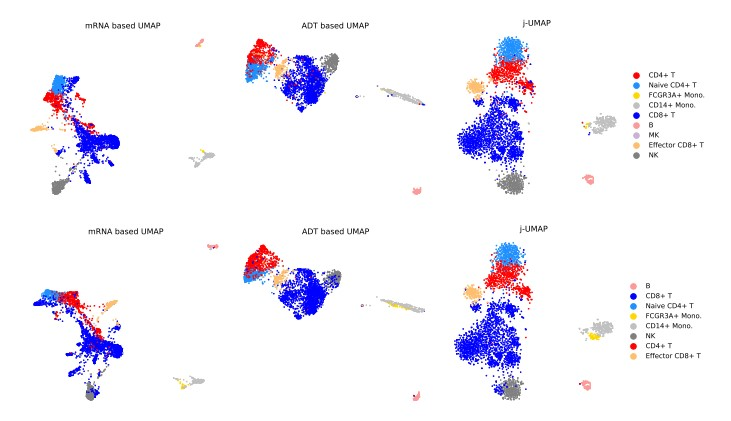 mRNA based UMAP
ADT based UMAP
j-UMAP
CD4+ T
Naive CD4+ T
FCGR3A+ Mono.
CD14+ Mono.
CD8+ T
B
MK
Effector CD8+ T
NK
mRNA based UMAP
ADT based UMAP
j-UMAP
B
CD8+ T
Naive CD4+ T
FCGR3A+ Mono.
CD14+ Mono.
NK
CD4+ T
Effector CD8+ T